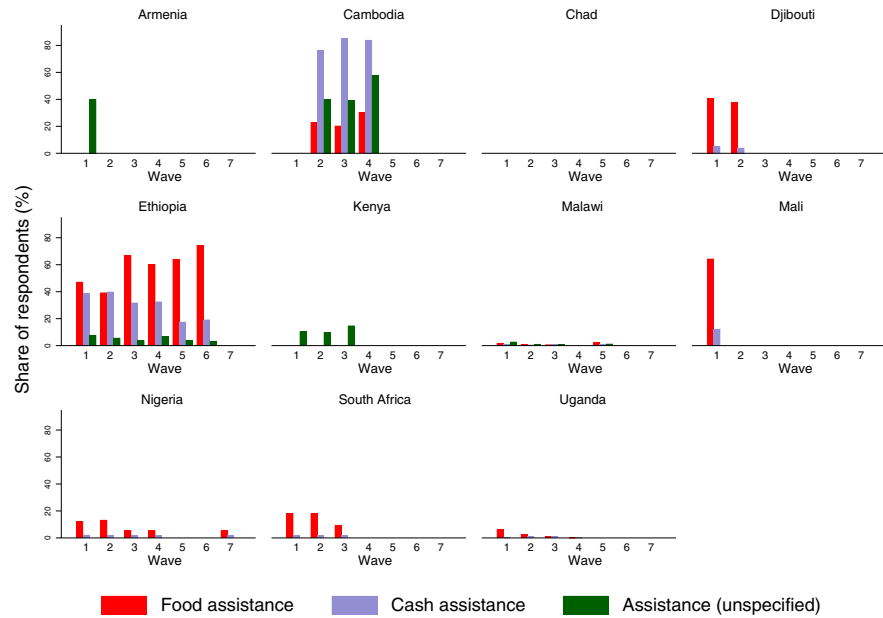 Armenia
Cambodia
Chad
Djibouti
Share of respondents (%)
0 20 40 60 80
1 2 3 4 5 6 7
Wave
1 2 3 4 5 6 7
Wave
1 2 3 4 5 6 7
Wave
1 2 3 4 5 6 7
Wave
Ethiopia
Kenya
Malawi
Mali
0 20 40 60 80
1 2 3 4 5 6 7
Wave
1 2 3 4 5 6 7
Wave
1 2 3 4 5 6 7
Wave
1 2 3 4 5 6 7
Wave
Nigeria
South Africa
Uganda
0 20 40 60 80
1 2 3 4 5 6 7
Wave
1 2 3 4 5 6 7
Wave
1 2 3 4 5 6 7
Wave
Food assistance
Cash assistance
Assistance (unspecified)